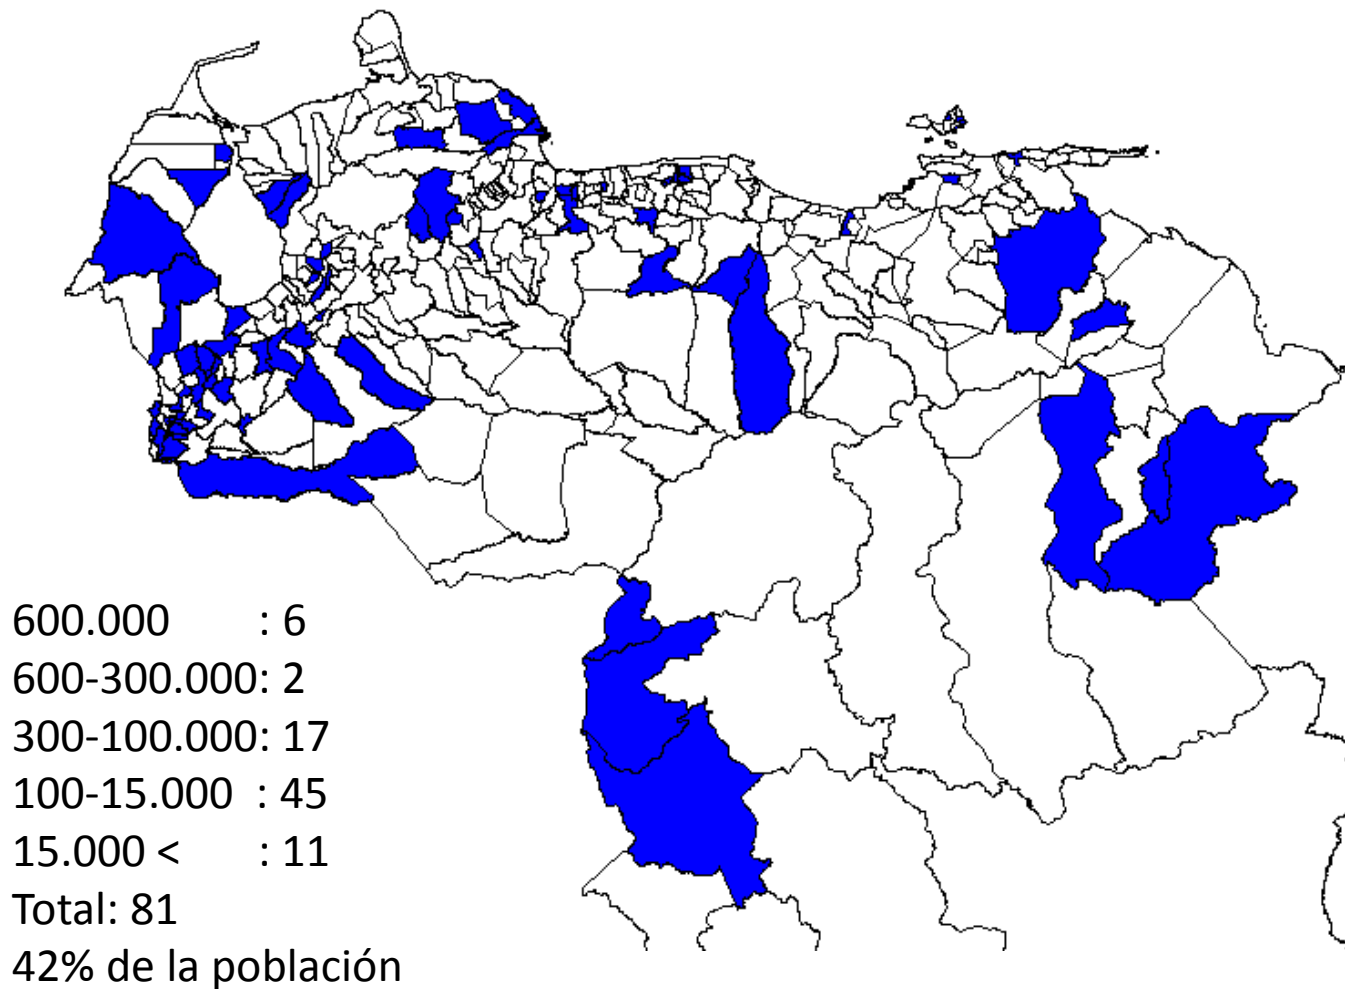 600.000 : 6
600-300.000: 2
300-100.000: 17
100-15.000 : 45
15.000 < : 11
Total: 81
42% de la población